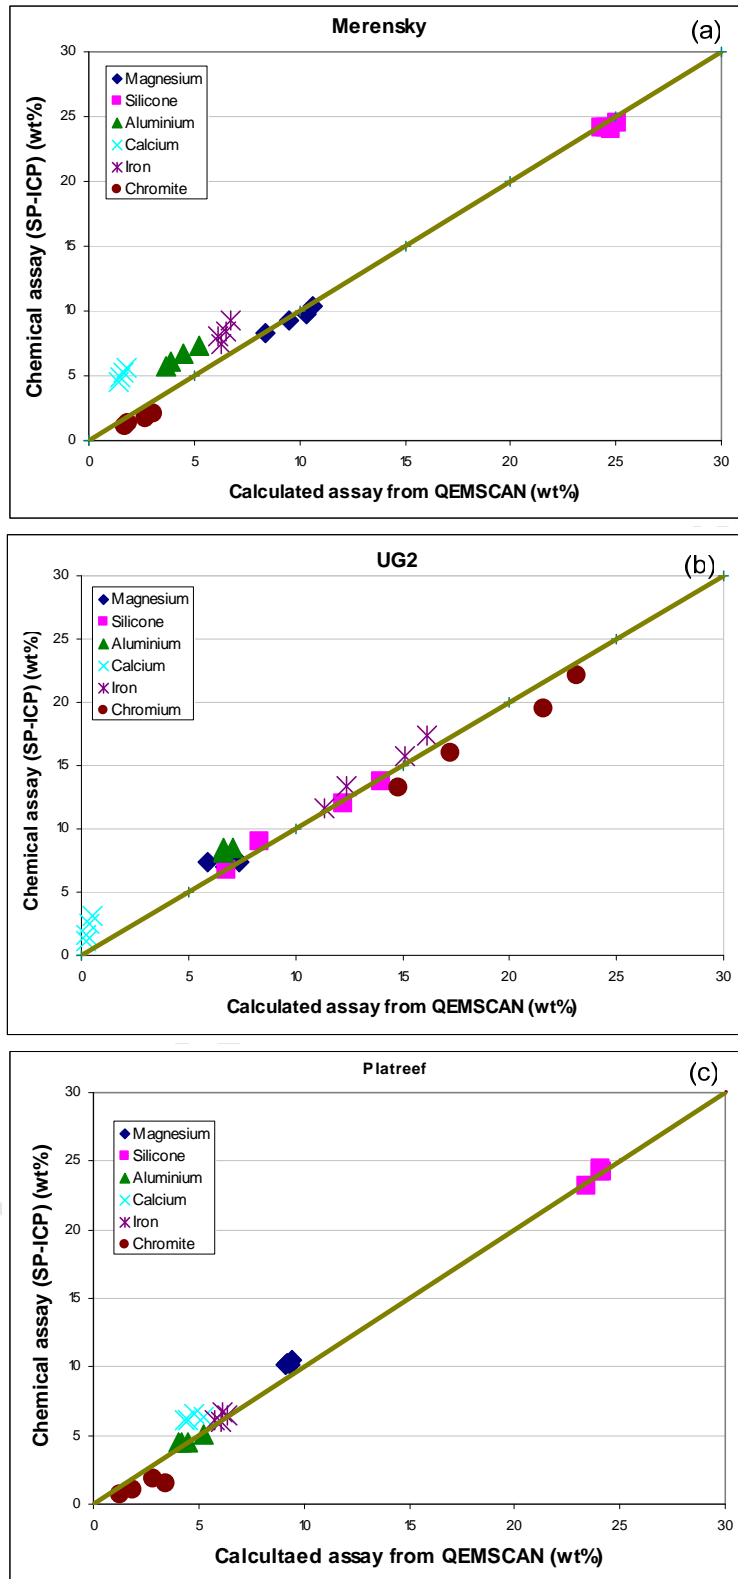 Merensky
(a)
30
25
20
15
10
5
0
Magnesium
Silicone
Aluminium
Calcium
Iron
Chromite
Chemical assay (SP-ICP) (wt%)
0 5 10 15 20 25 30
Calculated assay from QEMSCAN (wt%)
UG2
(b)
30
25
20
15
10
5
0
Magnesium
Silicone
Aluminium
Calcium
Iron
Chromium
Chemical assay (SP-ICP) (wt%)
0 5 10 15 20 25 30
Calculated assay from QEMSCAN (wt%)
Platreef
(c)
30
25
20
15
10
5
0
Magnesium
Silicone
Aluminium
Calcium
Iron
Chromite
Chemical assay (SP-ICP) (wt%)
0 5 10 15 20 25 30
Calcultaed assay from QEMSCAN (wt%)